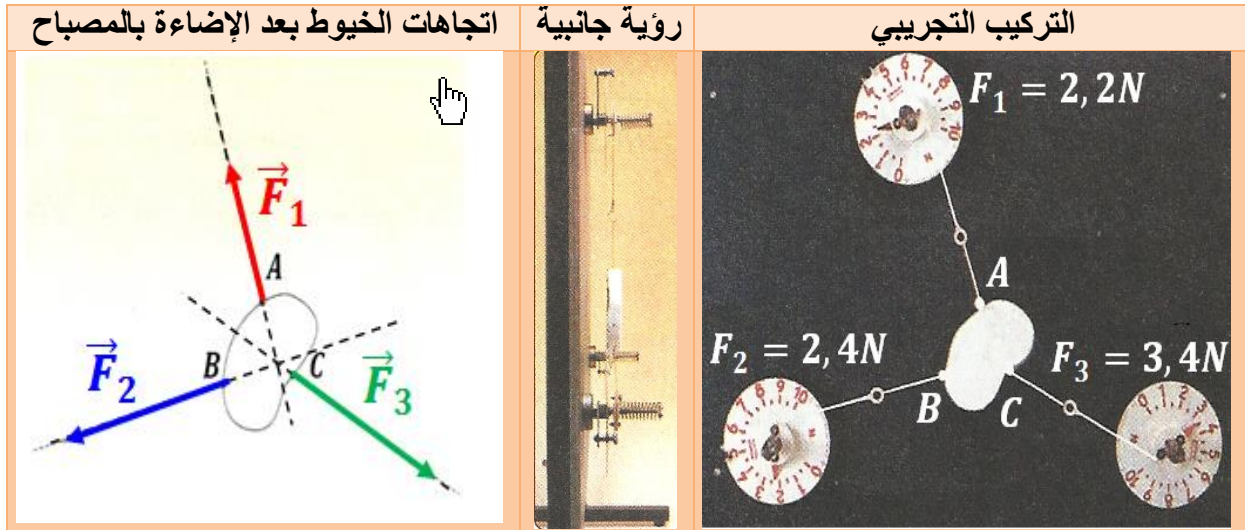 التركيب التجريبي
رؤية جانبية
اتجاهات الخيوط بعد الإضاءة بالمصباح
F₁ = 2,2N
A
F₂ = 2,4N
F₃ = 3,4N
B
C
F⃗₁
A
B
C
F⃗₂
F⃗₃